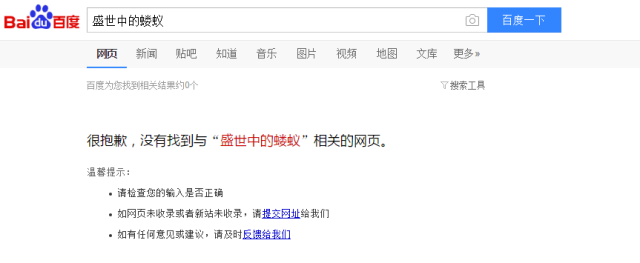 Bai du 百度 盛世中的蝼蚁 百度一下
网页 新闻 贴吧 知道 音乐 图片 视频 地图 文库 更多»
百度为您找到相关结果约0个 搜索工具
很抱歉，没有找到与“盛世中的蝼蚁”相关的网页。
温馨提示：
• 请检查您的输入是否正确
• 如网页未收录或者新站未收录，请提交网址给我们
• 如有任何意见或建议，请及时反馈给我们